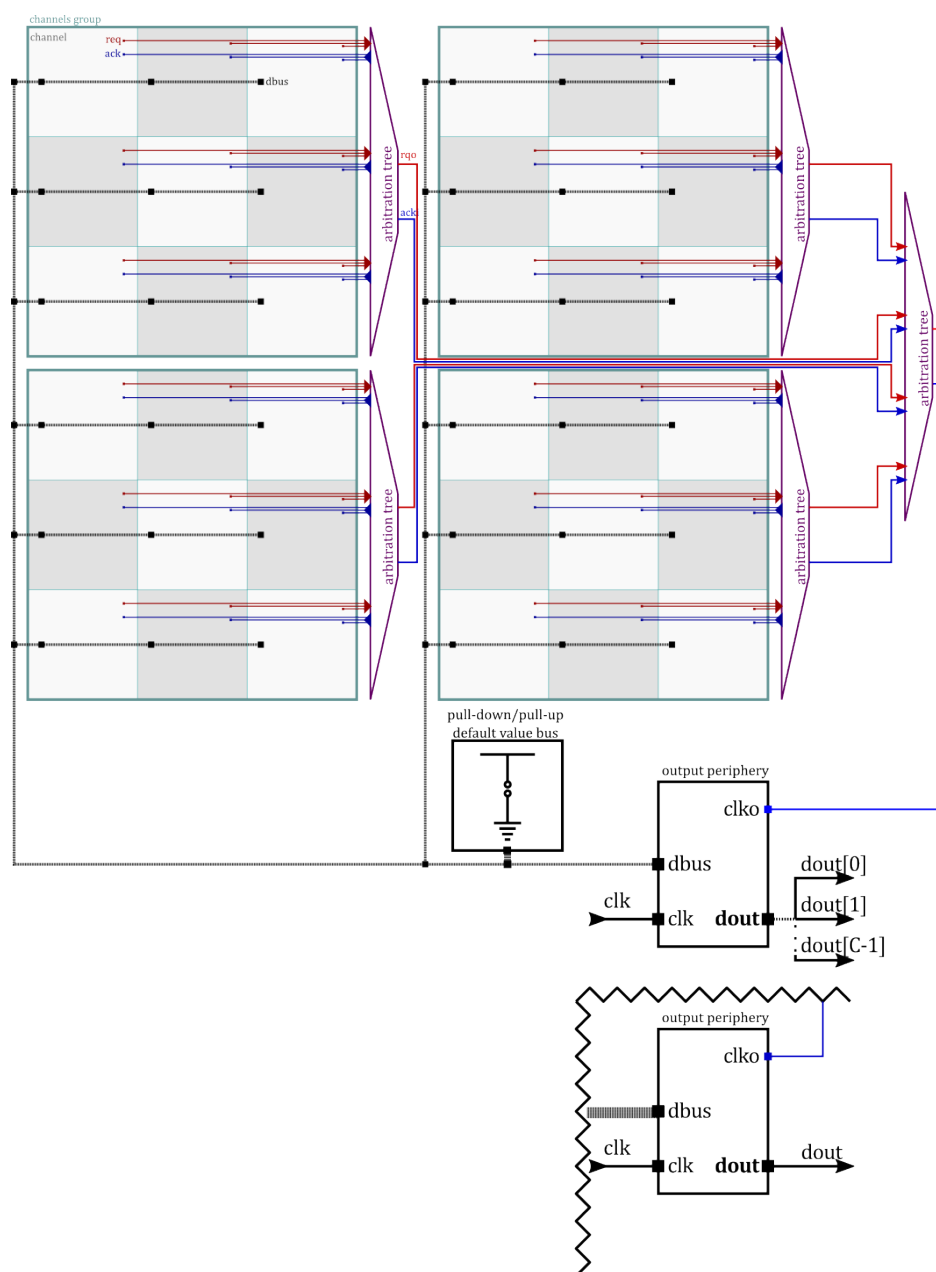 channels group
channel
req
ack
dbus
arbitration tree
rqo
ack
arbitration tree
arbitration tree
arbitration tree
arbitration tree
pull-down/pull-up
default value bus
output periphery
clko
dbus
clk
clk
dout
dout[0]
dout[1]
dout[C-1]
output periphery
clko
dbus
clk
clk
dout
dout